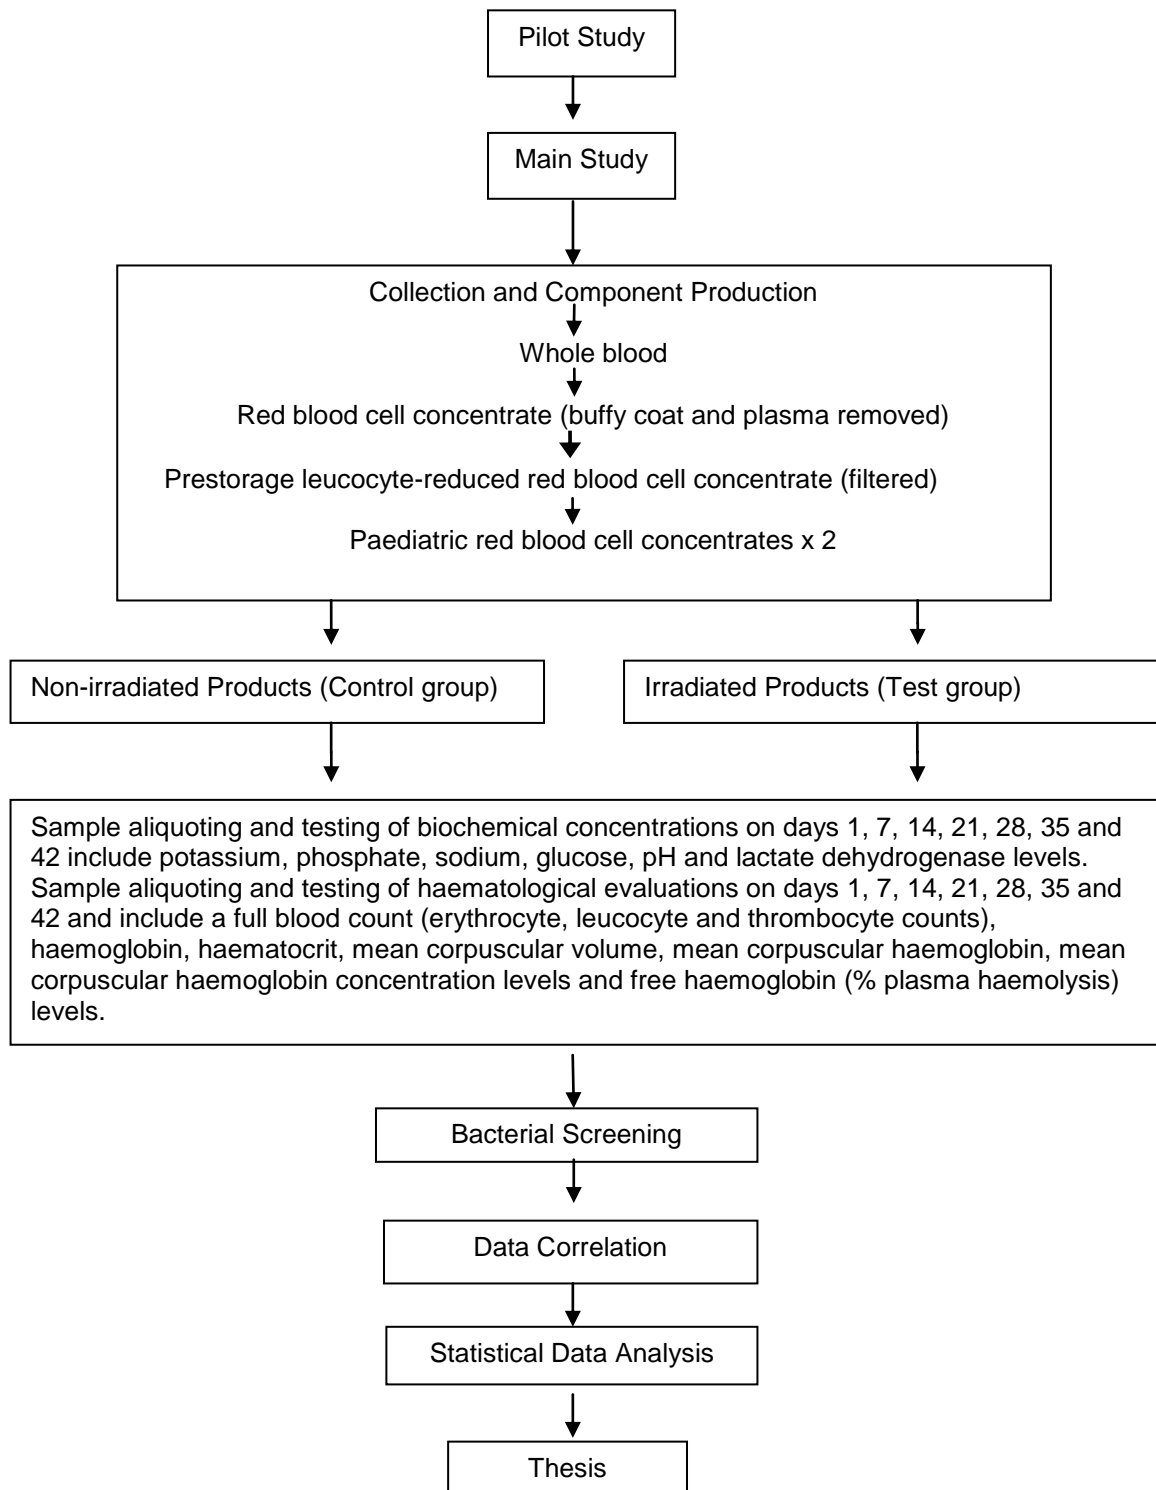 Pilot Study
Main Study
Collection and Component Production
Whole blood
Red blood cell concentrate (buffy coat and plasma removed)
Prestorage leucocyte-reduced red blood cell concentrate (filtered)
Paediatric red blood cell concentrates x 2
Non-irradiated Products (Control group)
Irradiated Products (Test group)
Sample aliquoting and testing of biochemical concentrations on days 1, 7, 14, 21, 28, 35 and
42 include potassium, phosphate, sodium, glucose, pH and lactate dehydrogenase levels.
Sample aliquoting and testing of haematological evaluations on days 1, 7, 14, 21, 28, 35 and
42 and include a full blood count (erythrocyte, leucocyte and thrombocyte counts),
haemoglobin, haematocrit, mean corpuscular volume, mean corpuscular haemoglobin, mean
corpuscular haemoglobin concentration levels and free haemoglobin (% plasma haemolysis)
levels.
Bacterial Screening
Data Correlation
Statistical Data Analysis
Thesis